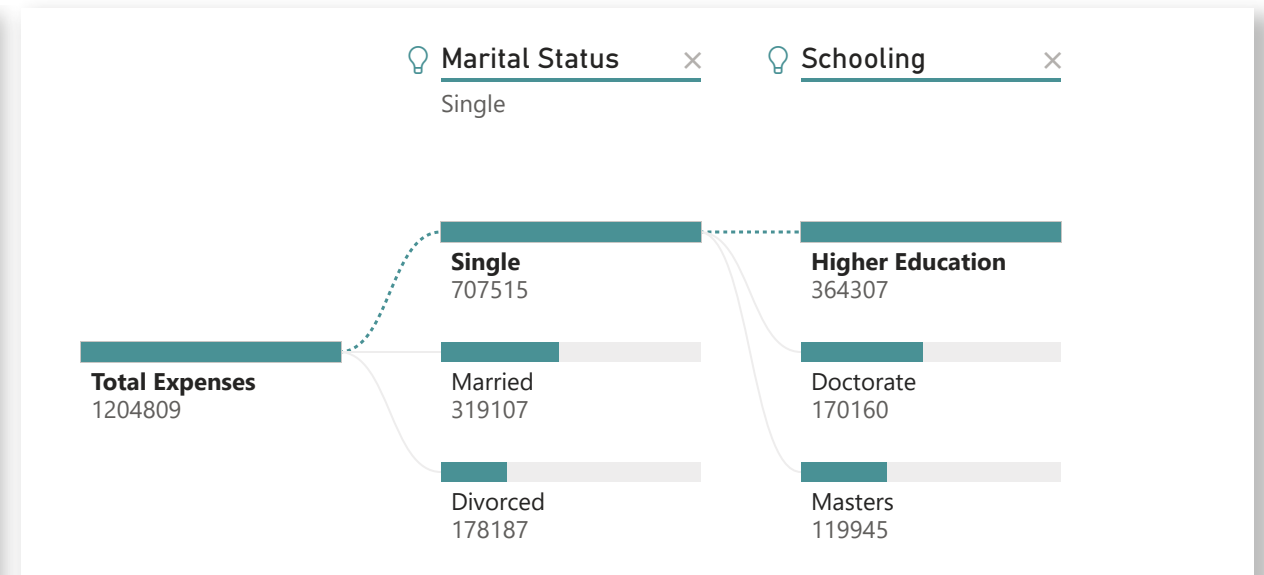 Marital Status
Schooling
Single
Single
707515
Higher Education
364307
Total Expenses
1204809
Married
319107
Doctorate
170160
Divorced
178187
Masters
119945